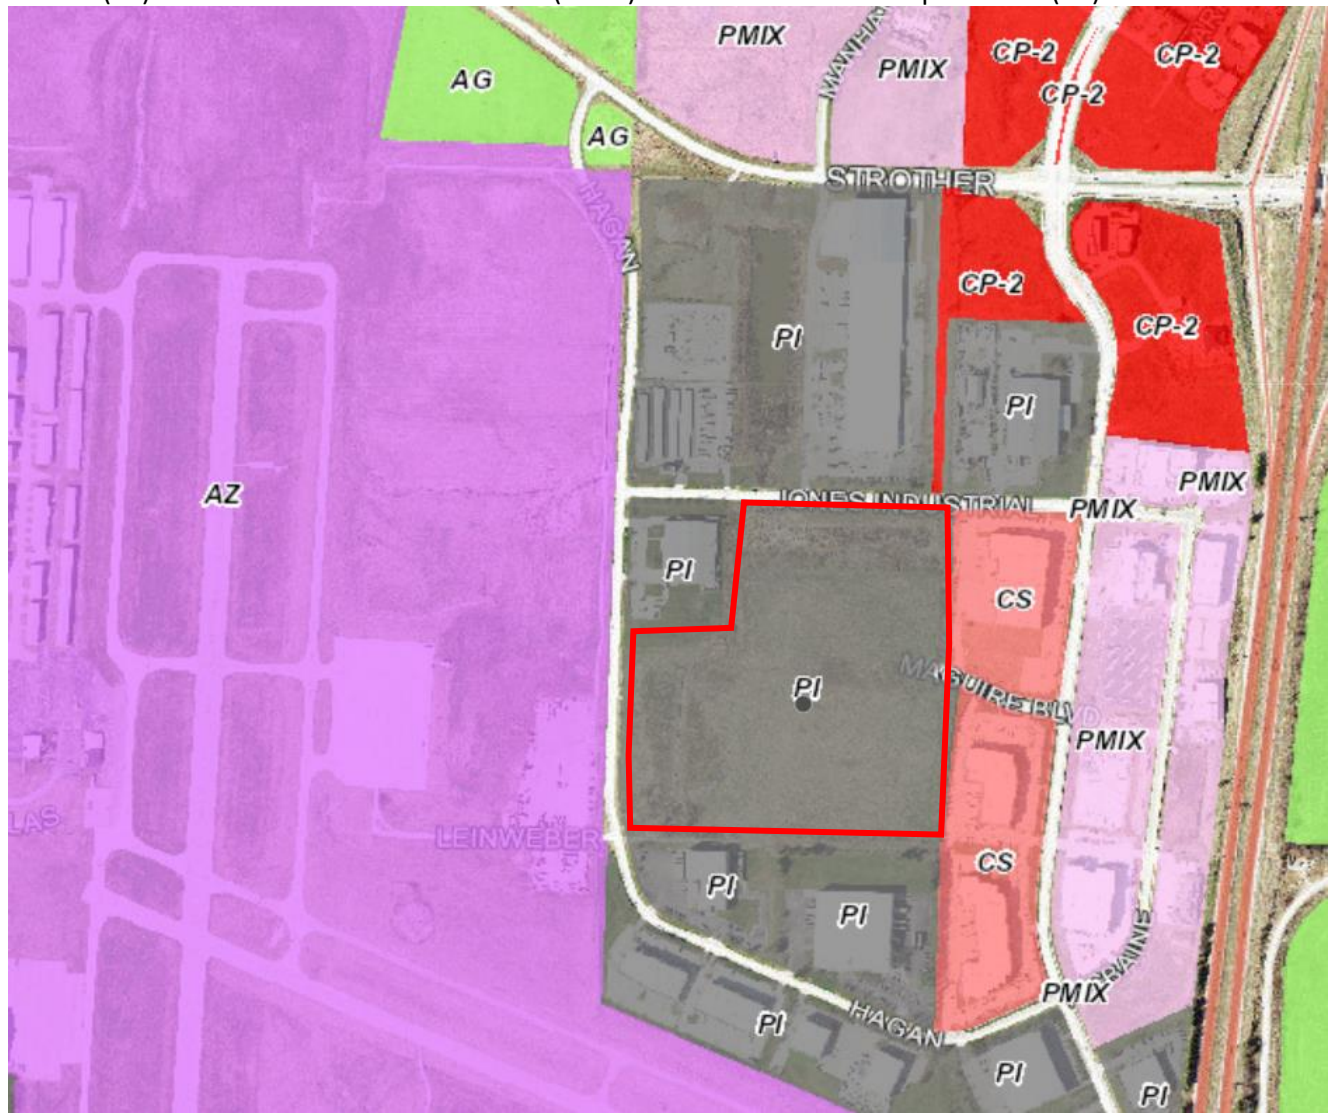 PMIX
MANHA
PMIX
CP-2
CP-2
CP-2
AG
AG
STROTHER
HAGAN
CP-2
CP-2
PI
PI
AZ
PMIX
JONES INDUSTRIAL
PMIX
PI
CS
MAGUIRE BLVD
PI
PMIX
LAS
LEINWEBER
CS
PI
PI
RAINE
PMIX
HAGAN
PI
PI
PI